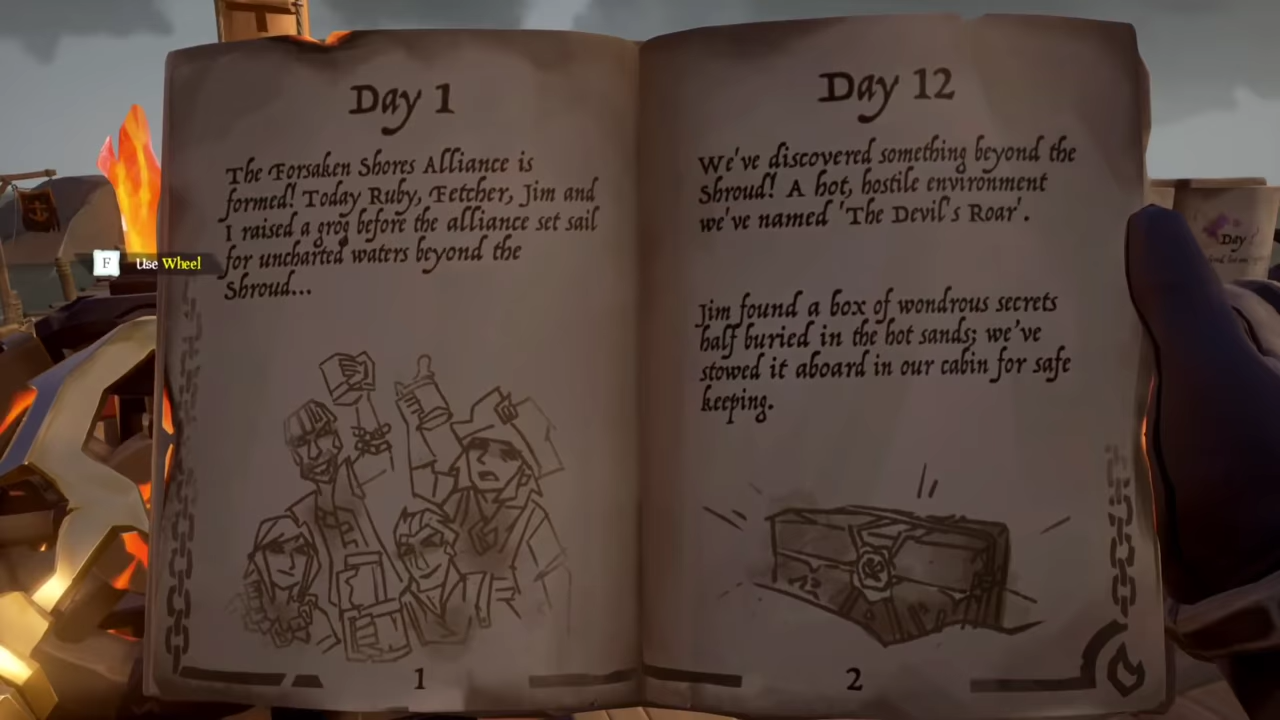 Day 1
The Forsaken Shores Alliance is
formed! Today Ruby, Fetcher, Jim and
I raised a grog before the alliance set sail
for uncharted waters beyond the
Shroud...
1
Day 12
We've discovered something beyond the
Shroud! A hot, hostile environment
we've named 'The Devil's Roar'.
Jim found a box of wondrous secrets
half buried in the hot sands; we've
stowed it aboard in our cabin for safe
keeping.
2
F Use Wheel
Day